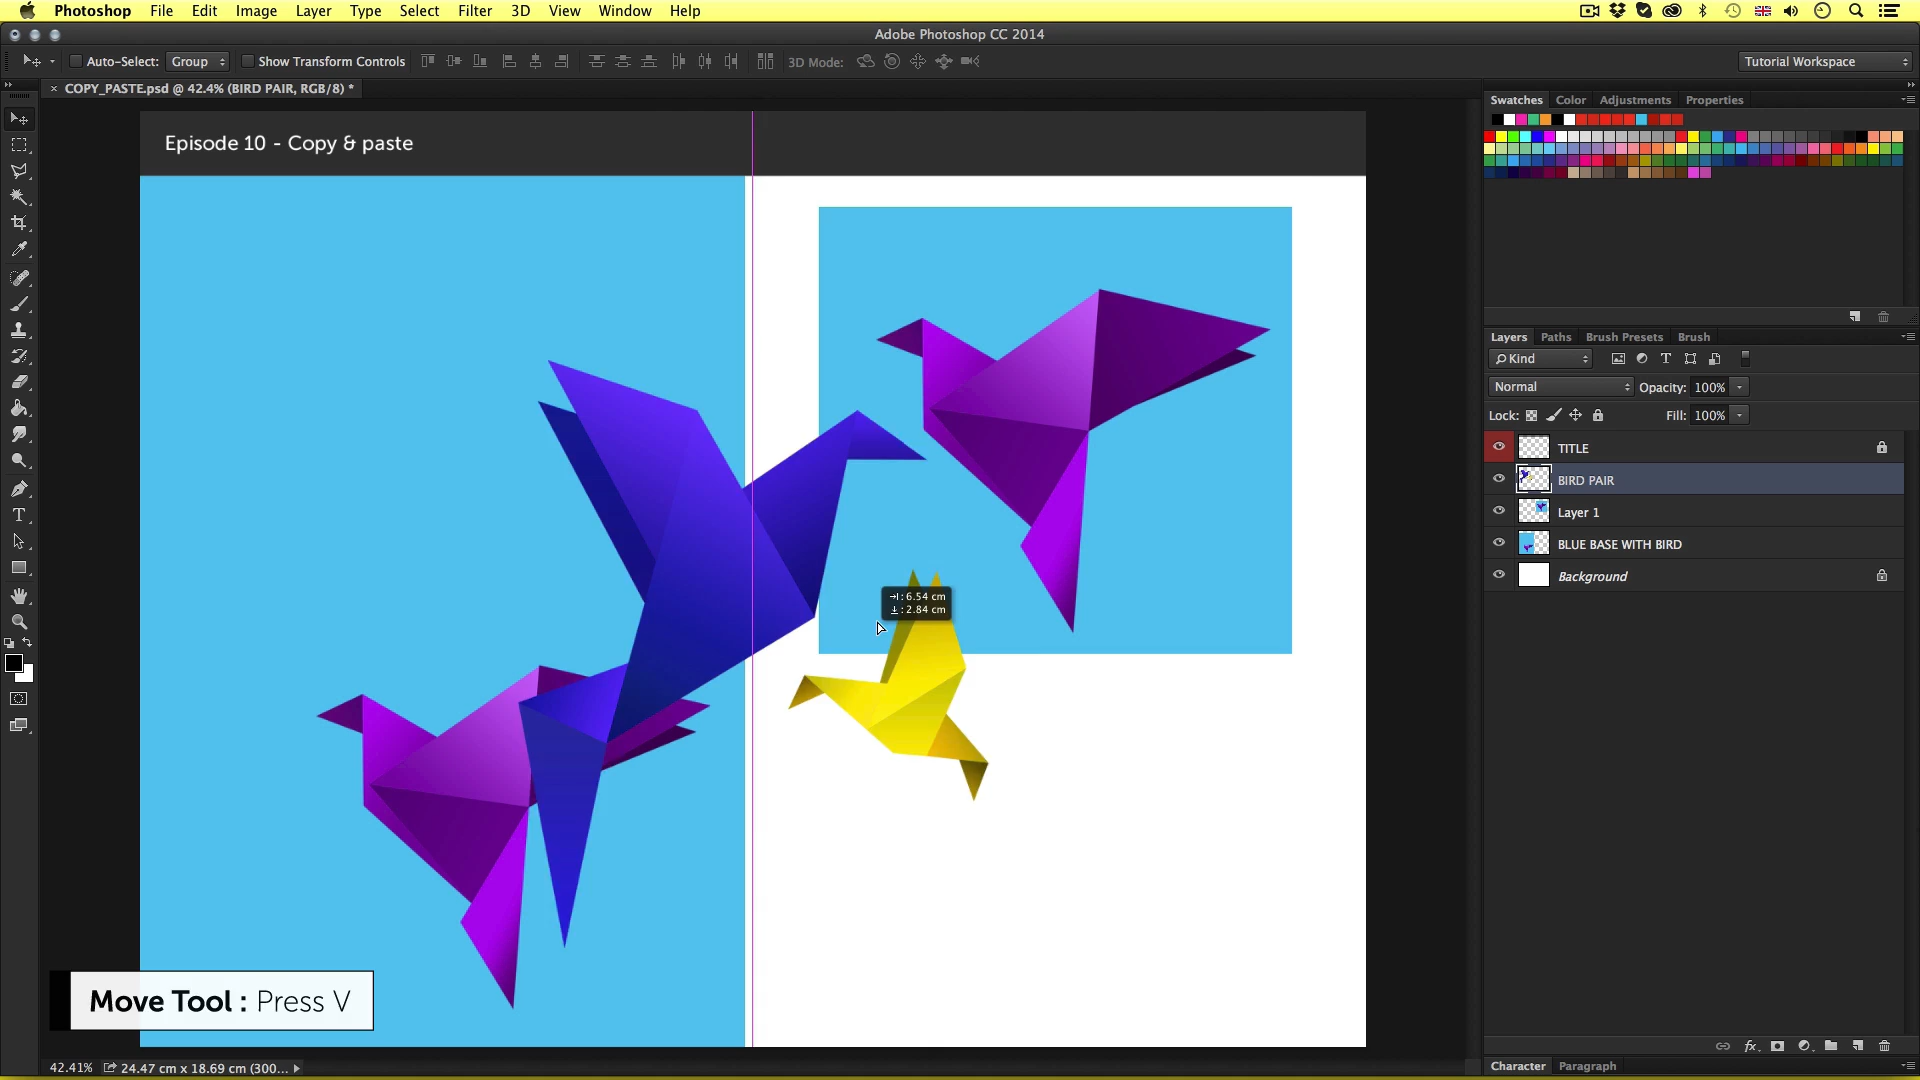 Photoshop File Edit Image Layer Type Select Filter 3D View Window Help
Adobe Photoshop CC 2014
Auto-Select: Group Show Transform Controls 3D Mode: Tutorial Workspace
× COPY_PASTE.psd @ 42.4% (BIRD PAIR, RGB/8) *
Swatches Color Adjustments Properties
Episode 10 - Copy & paste
Layers Paths Brush Presets Brush
Kind
Normal Opacity: 100%
Lock: Fill: 100%
TITLE
BIRD PAIR
Layer 1
BLUE BASE WITH BIRD
Background
: 6.54 cm
: 2.84 cm
Move Tool : Press V
42.41% 24.47 cm x 18.69 cm (300...
Character Paragraph